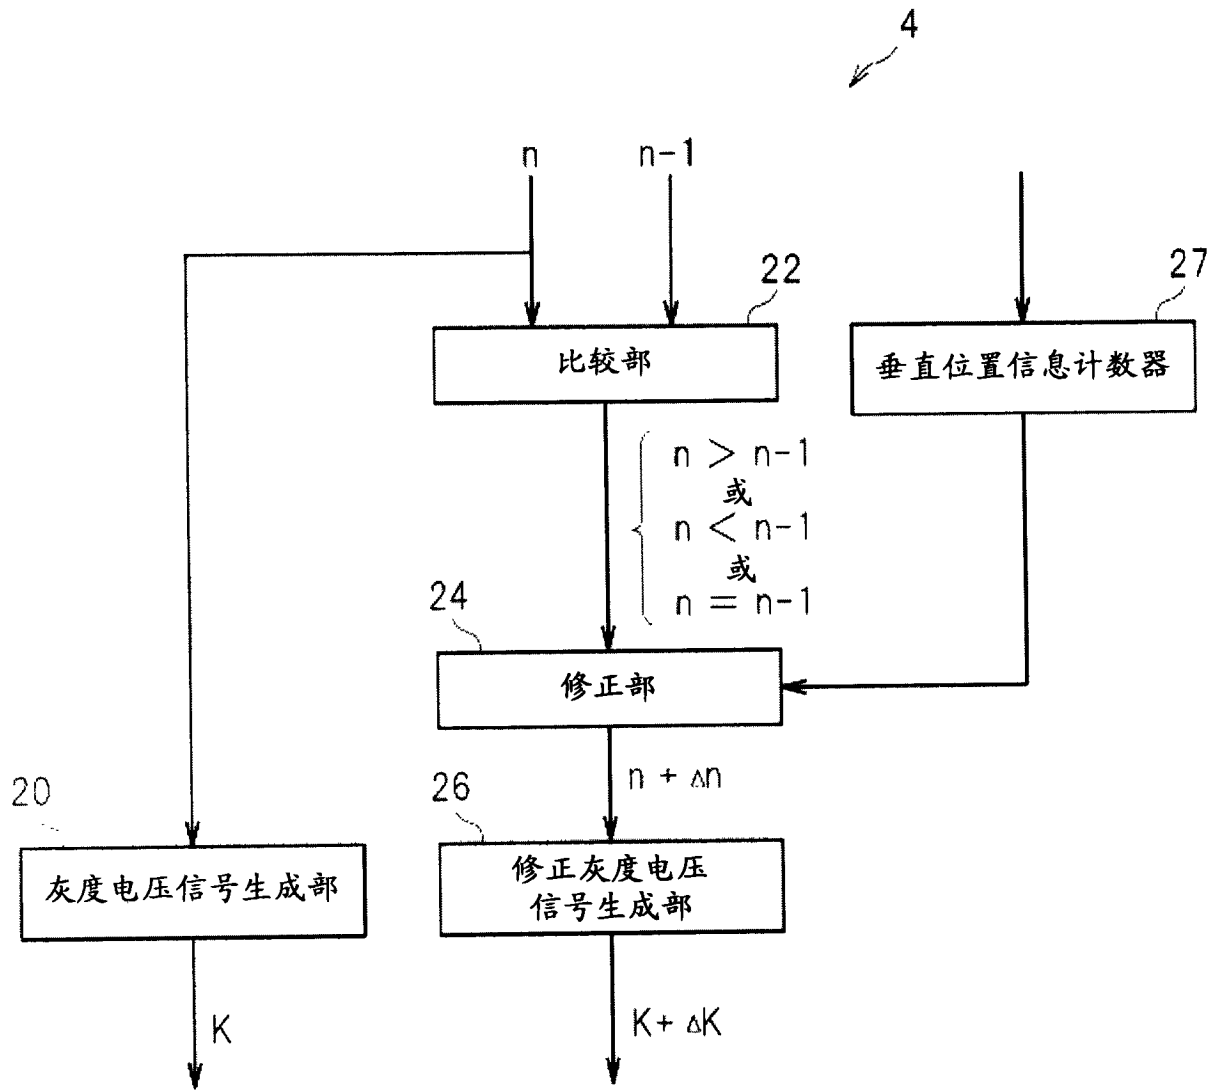 4
n
n-1
22
27
比较部
垂直位置信息计数器
n > n-1
或
n < n-1
或
n = n-1
24
修正部
n + Δn
20
26
灰度电压信号生成部
修正灰度电压
信号生成部
K
K+ ΔK